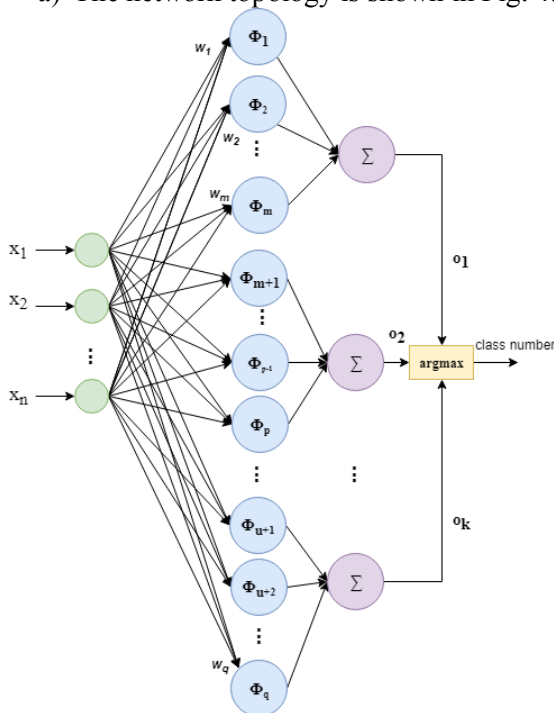 a) The network topology is shown in Fig. 4.
w1
Φ1
Φ2
w2
⋮
∑
wm
Φm
x1
o1
Φm+1
x2
⋮
o2
class number
⋮
Φp-1
∑
argmax
xn
Φp
⋮
⋮
Φu+1
ok
∑
Φu+2
⋮
wq
Φq